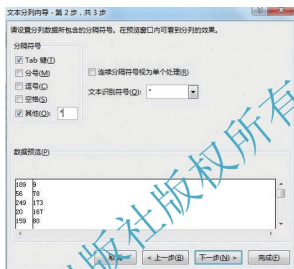 文本分列向导 - 第 2 步，共 3 步
请设置分列数据所包含的分隔符号。在预览窗口内可看到分列的效果。
分隔符号
Tab 键(T)
分号(M)
逗号(C)
空格(S)
其他(O): *
连续分隔符号视为单个处理(R)
文本识别符号(Q): "
数据预览(P)
189 9
56 78
249 173
20 167
159 80
取消
< 上一步(B)
下一步(N) >
完成(F)
社版权所有